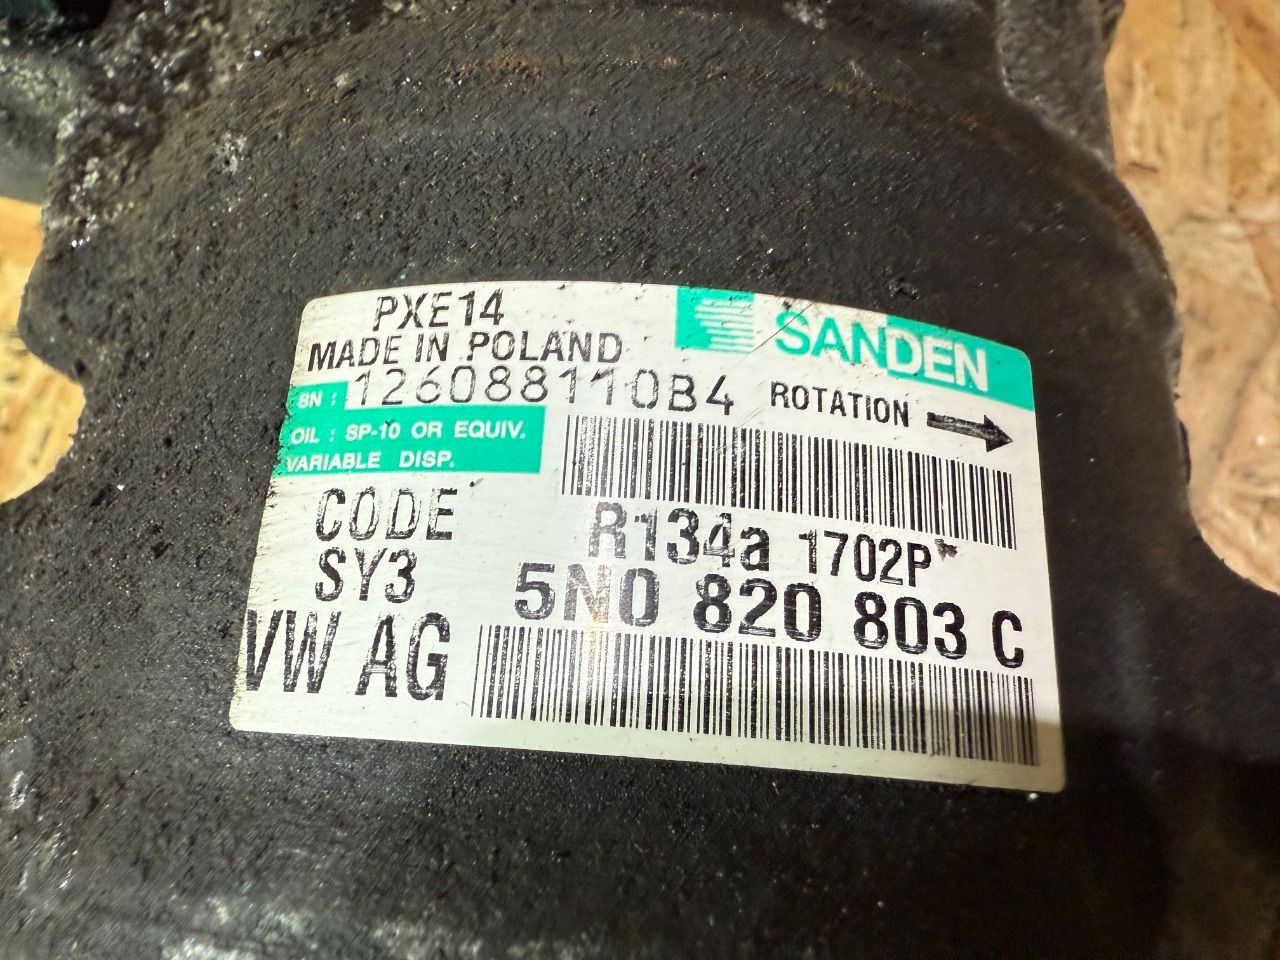 PXE14
SANDEN
MADE IN POLAND
SN : 126088110B4
ROTATION
OIL : SP-10 OR EQUIV.
VARIABLE DISP.
CODE
R134a 1702P
SY3
5N0 820 803 C
VW AG